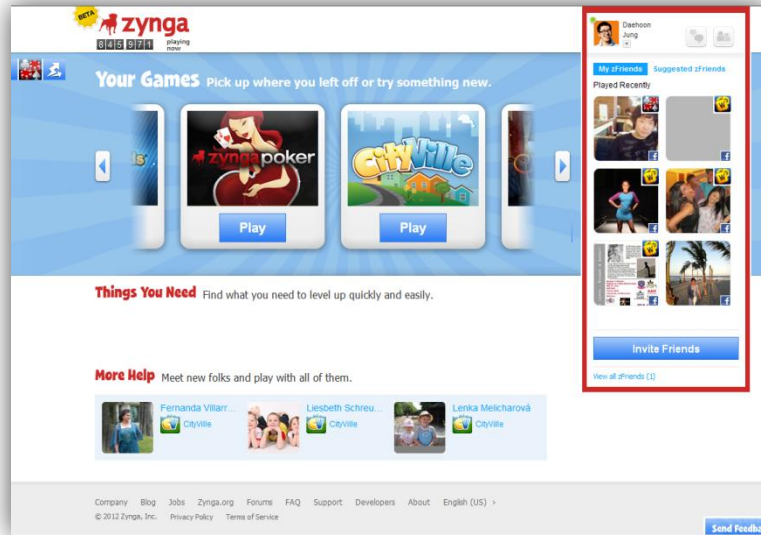 BETA
zynga
845971 playing now
Daehoon
Jung
My zFriends Suggested zFriends
Played Recently
Your Games Pick up where you left off or try something new.
zyngapoker
CityVille
Play
Play
Things You Need Find what you need to level up quickly and easily.
Invite Friends
View all zFriends (1)
More Help Meet new folks and play with all of them.
Fernanda Villarr...
CityVille
Liesbeth Schreu...
CityVille
Lenka Melicharová
CityVille
Company Blog Jobs Zynga.org Forums FAQ Support Developers About English (US) ›
© 2012 Zynga, Inc. Privacy Policy Terms of Service
Send Feedba